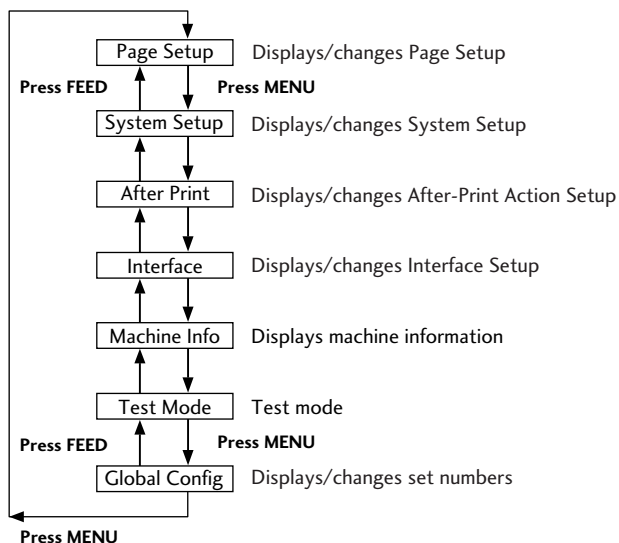 Page Setup Displays/changes Page Setup
Press FEED Press MENU
System Setup Displays/changes System Setup
After Print Displays/changes After-Print Action Setup
Interface Displays/changes Interface Setup
Machine Info Displays machine information
Test Mode Test mode
Press FEED Press MENU
Global Config Displays/changes set numbers
Press MENU